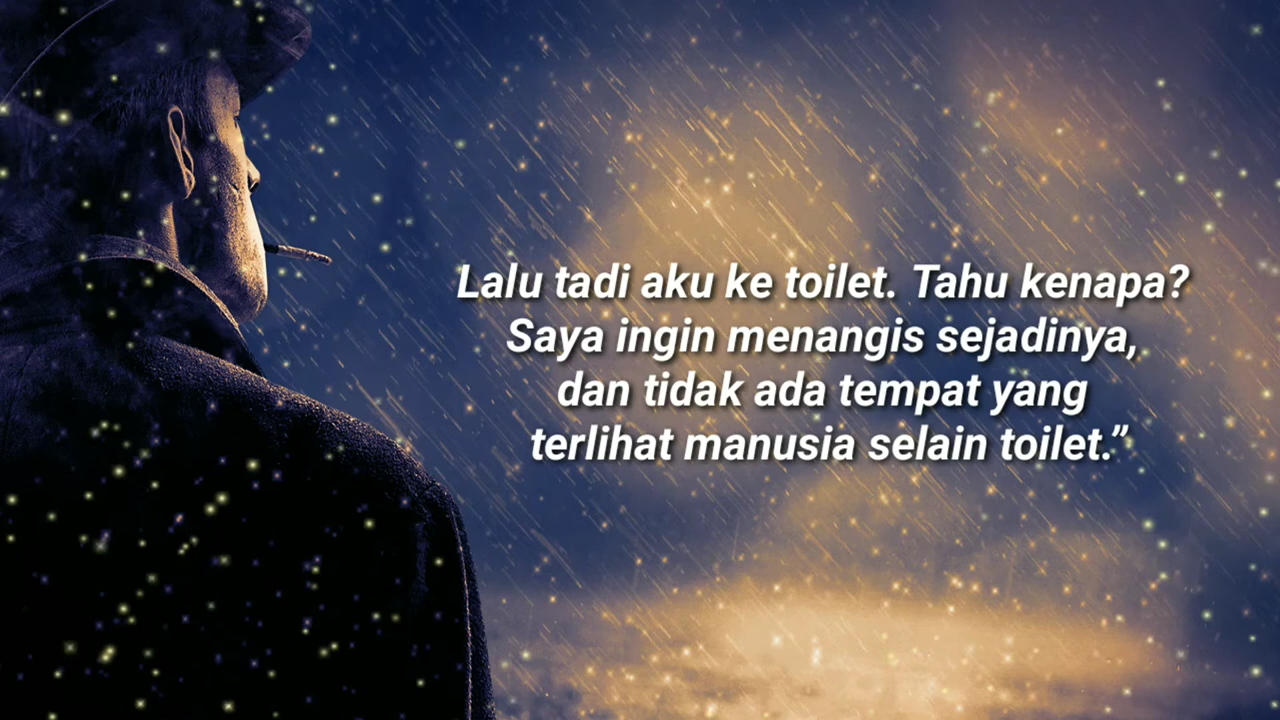 Lalu tadi aku ke toilet. Tahu kenapa?
Saya ingin menangis sejadinya,
dan tidak ada tempat yang
terlihat manusia selain toilet.”